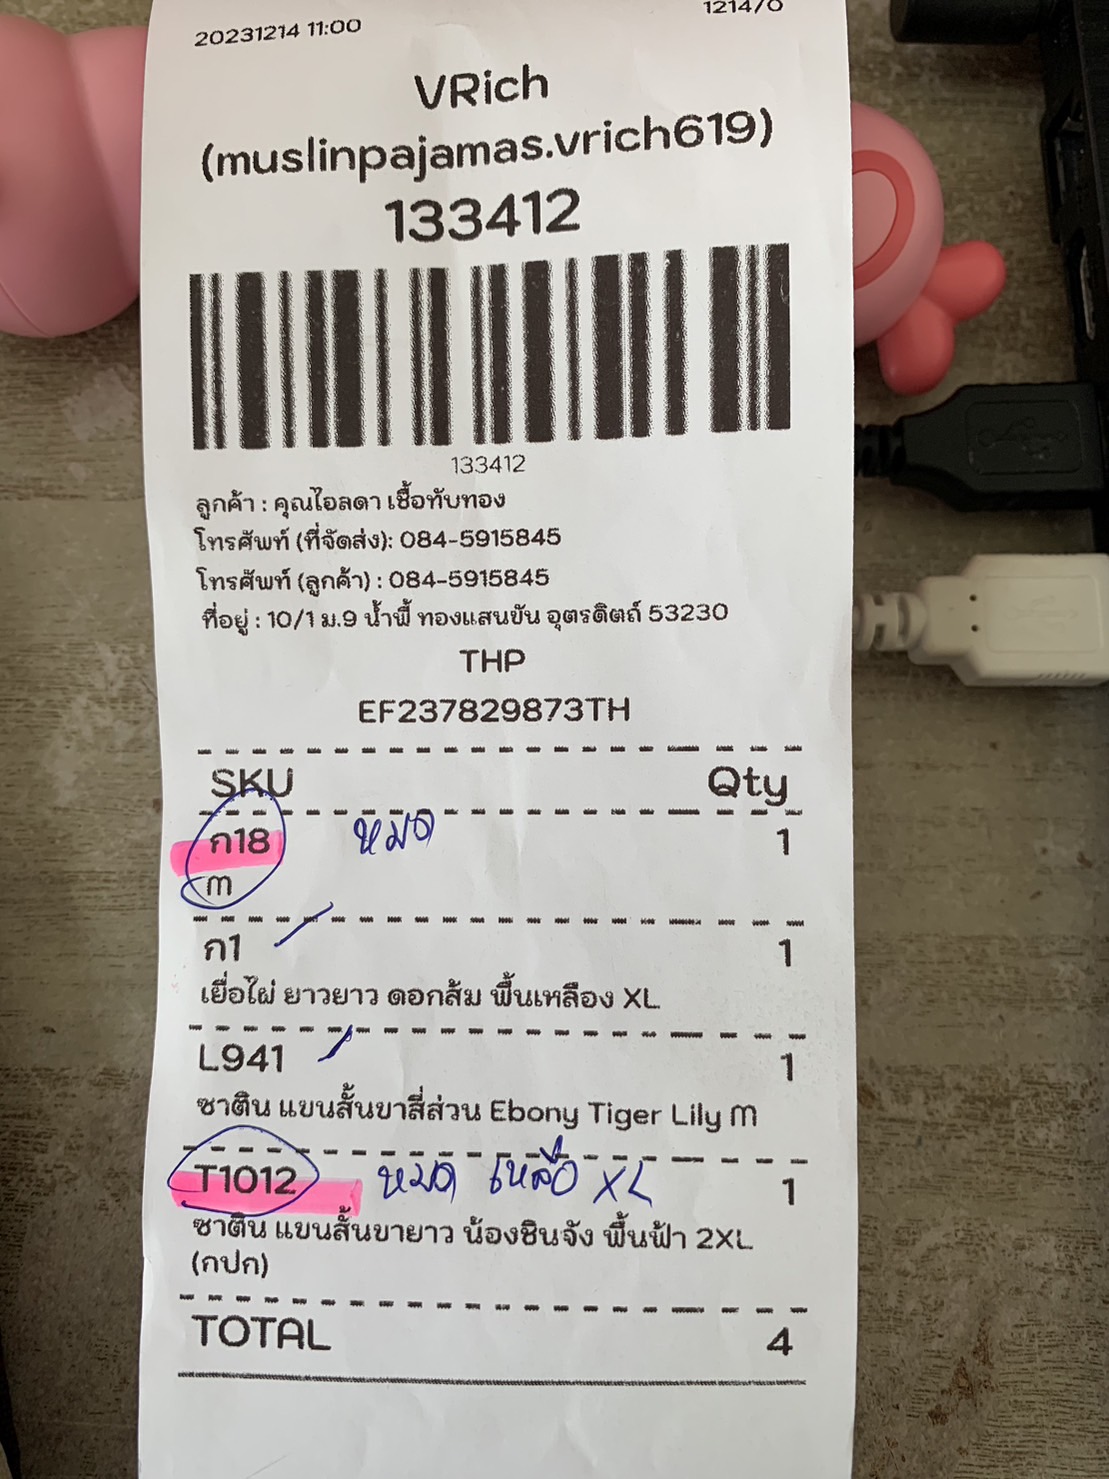 20231214 11:00
1214/0
VRich
(muslinpajamas.vrich619)
133412
133412
ลูกค้า : คุณไอลดา เชื้อทับทอง
โทรศัพท์ (ที่จัดส่ง): 084-5915845
โทรศัพท์ (ลูกค้า) : 084-5915845
ที่อยู่ : 10/1 ม.9 น้ำพี้ ทองแสนขัน อุตรดิตถ์ 53230
THP
EF237829873TH
SKU Qty
ก18 หมด 1
m
ก1 1
เยื่อไผ่ ยาวยาว ดอกส้ม พื้นเหลือง XL
L941 1
ซาติน แขนสั้นขาสี่ส่วน Ebony Tiger Lily M
T1012 หมด เหลือ XL 1
ซาติน แขนสั้นขายาว น้องชินจัง พื้นฟ้า 2XL
(กปก)
TOTAL 4